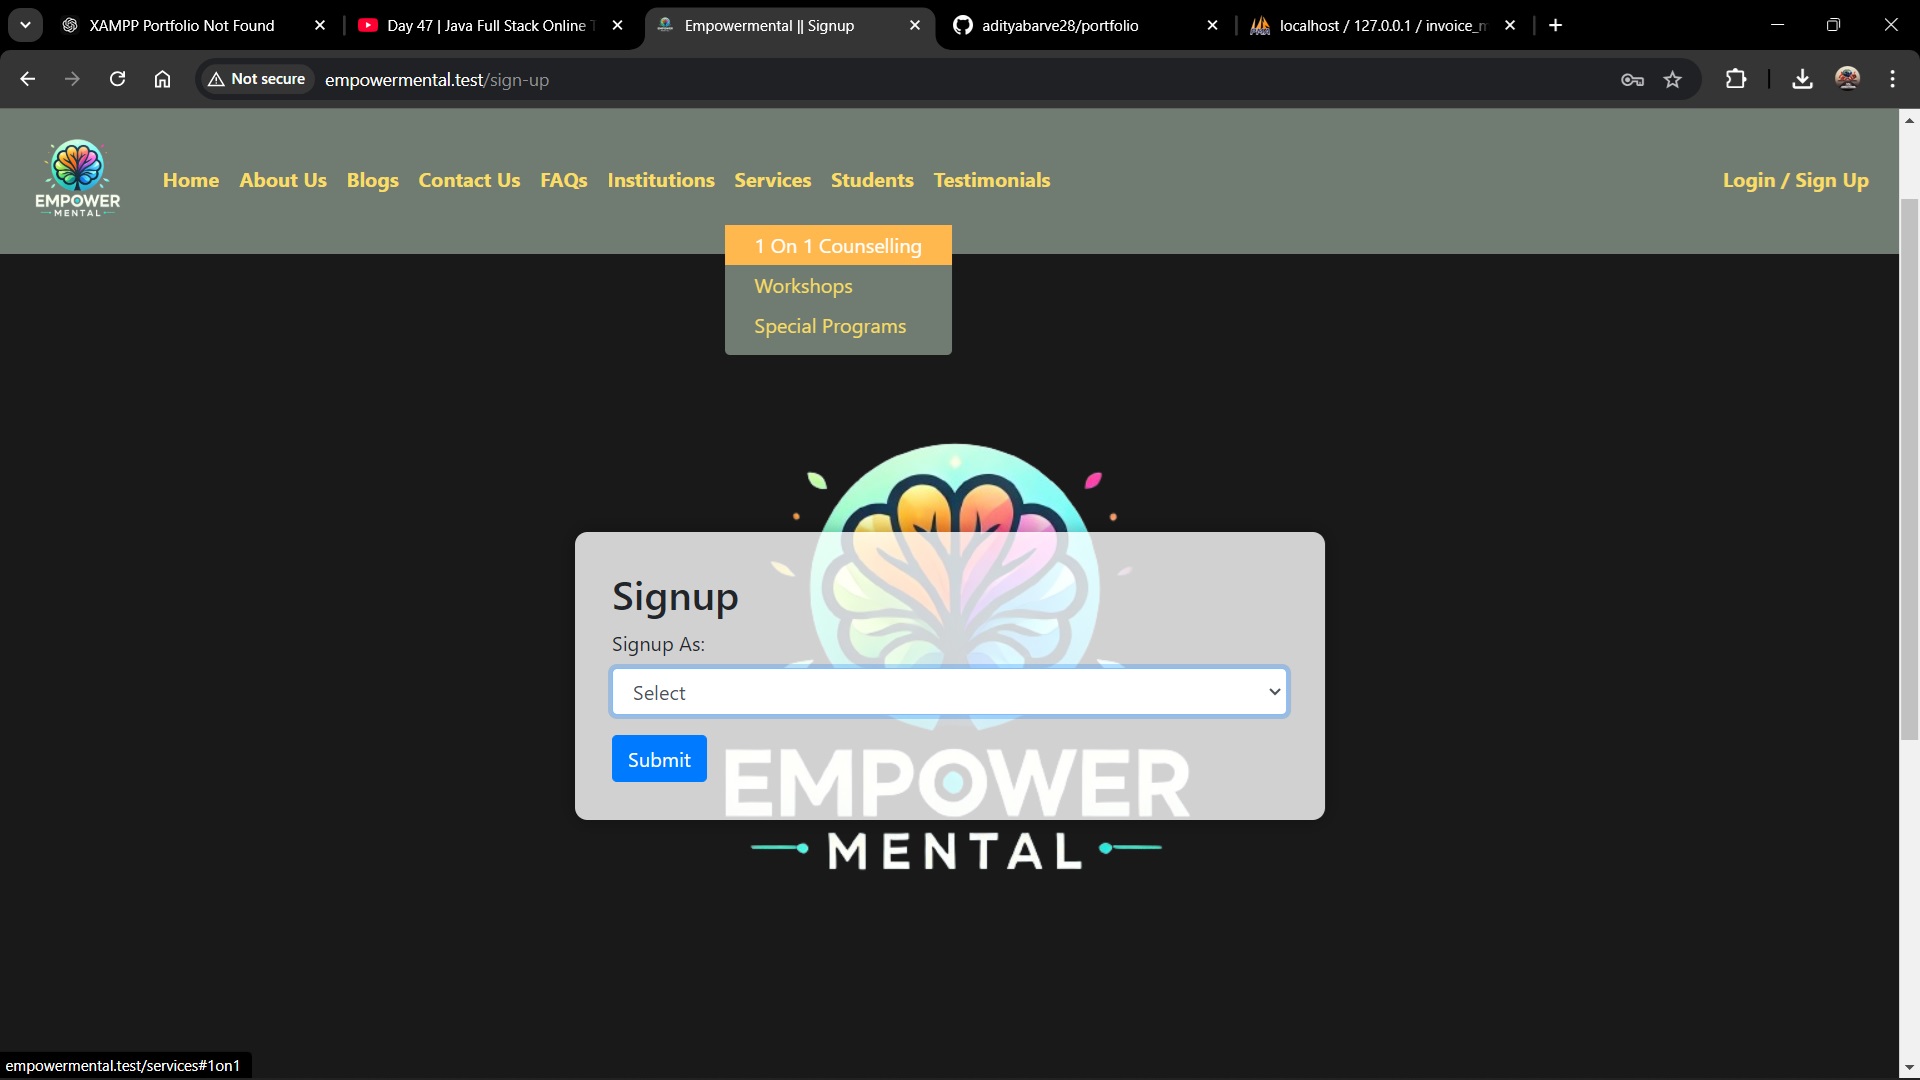 XAMPP Portfolio Not Found
Day 47 | Java Full Stack Online T
Empowermental || Signup
adityabarve28/portfolio
localhost / 127.0.0.1 / invoice_m
Not secure
empowermental.test/sign-up
EMPOWER
MENTAL
Home About Us Blogs Contact Us FAQs Institutions Services Students Testimonials
Login / Sign Up
1 On 1 Counselling
Workshops
Special Programs
Signup
Signup As:
Select
Submit
EMPOWER
MENTAL
empowermental.test/services#1on1